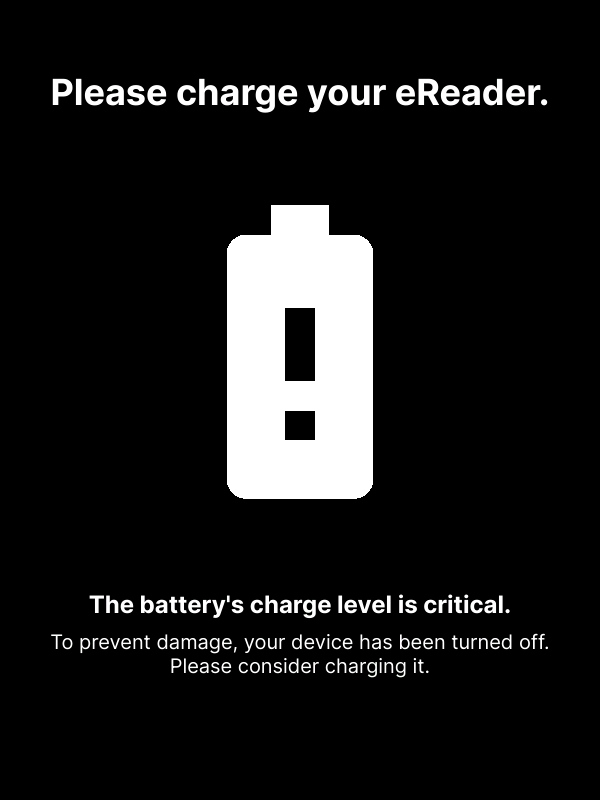 Please charge your eReader.
The battery's charge level is critical.
To prevent damage, your device has been turned off.
Please consider charging it.